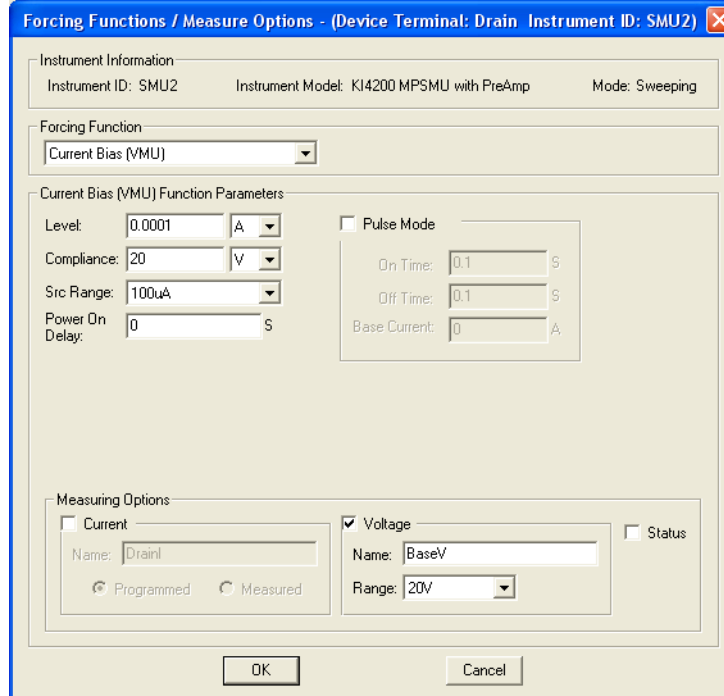 Forcing Functions / Measure Options - (Device Terminal: Drain  Instrument ID: SMU2)
Instrument Information
Instrument ID: SMU2 Instrument Model: KI4200 MPSMU with PreAmp Mode: Sweeping
Forcing Function
Current Bias (VMU)
Current Bias (VMU) Function Parameters
Level: 0.0001 A
Compliance: 20 V
Src Range: 100uA
Power On
Delay: 0 S
Pulse Mode
On Time: 0.1 S
Off Time: 0.1 S
Base Current: 0 A
Measuring Options
Current
Name: DrainI
Programmed Measured
Voltage
Name: BaseV
Range: 20V
Status
OK Cancel